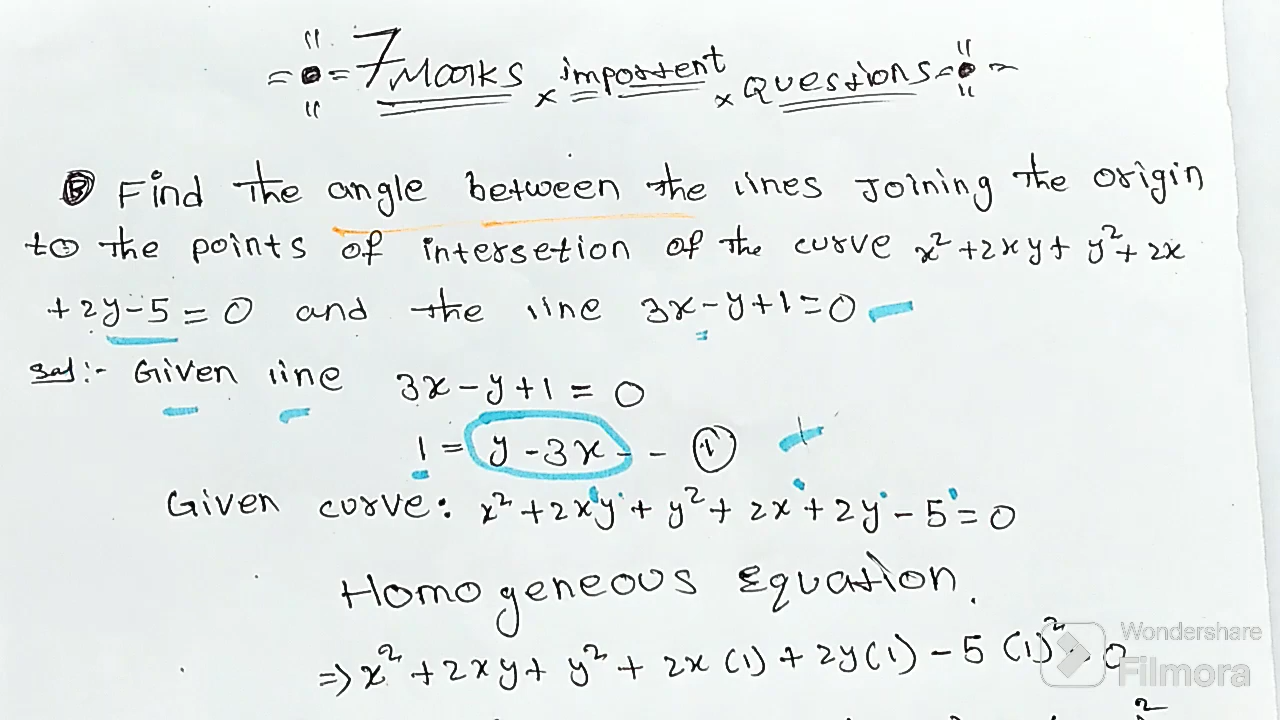 7 Marks × important × Questions
Find the angle between the lines Joining the origin
to the points of intersetion of the curve x² + 2xy + y² + 2x
+ 2y - 5 = 0 and the line 3x - y + 1 = 0
Sol :- Given line 3x - y + 1 = 0
1 = y - 3x - - ①
Given curve: x² + 2xy + y² + 2x + 2y - 5 = 0
Homogeneous Equation.
⇒ x² + 2xy + y² + 2x (1) + 2y (1) - 5 (1)² = 0
Wondershare
Filmora